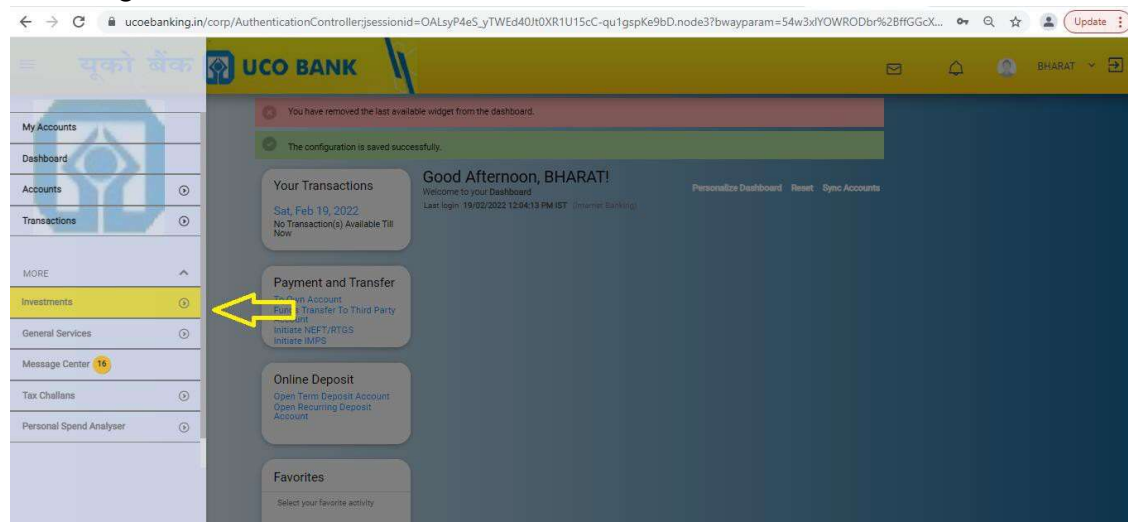 ucoebanking.in/corp/AuthenticationController;jsessionid=OALsyP4eS_yTWEd40Jt0XR1U15cC-qu1gspKe9bD.node3?bwayparam=54w3xlYOWRODbr%2BffGGcX...
Update
यूको बैंक UCO BANK
BHARAT
My Accounts
Dashboard
Accounts
Transactions
MORE
Investments
General Services
Message Center 16
Tax Challans
Personal Spend Analyser
You have removed the last available widget from the dashboard.
The configuration is saved successfully.
Your Transactions
Sat, Feb 19, 2022
No Transaction(s) Available Till
Now
Good Afternoon, BHARAT!
Welcome to your Dashboard
Last login 19/02/2022 12:04:13 PM IST (Internet Banking)
Personalize Dashboard Reset Sync Accounts
Payment and Transfer
To Own Account
Funds Transfer To Third Party
Account
Initiate NEFT/RTGS
Initiate IMPS
Online Deposit
Open Term Deposit Account
Open Recurring Deposit
Account
Favorites
Select your favorite activity